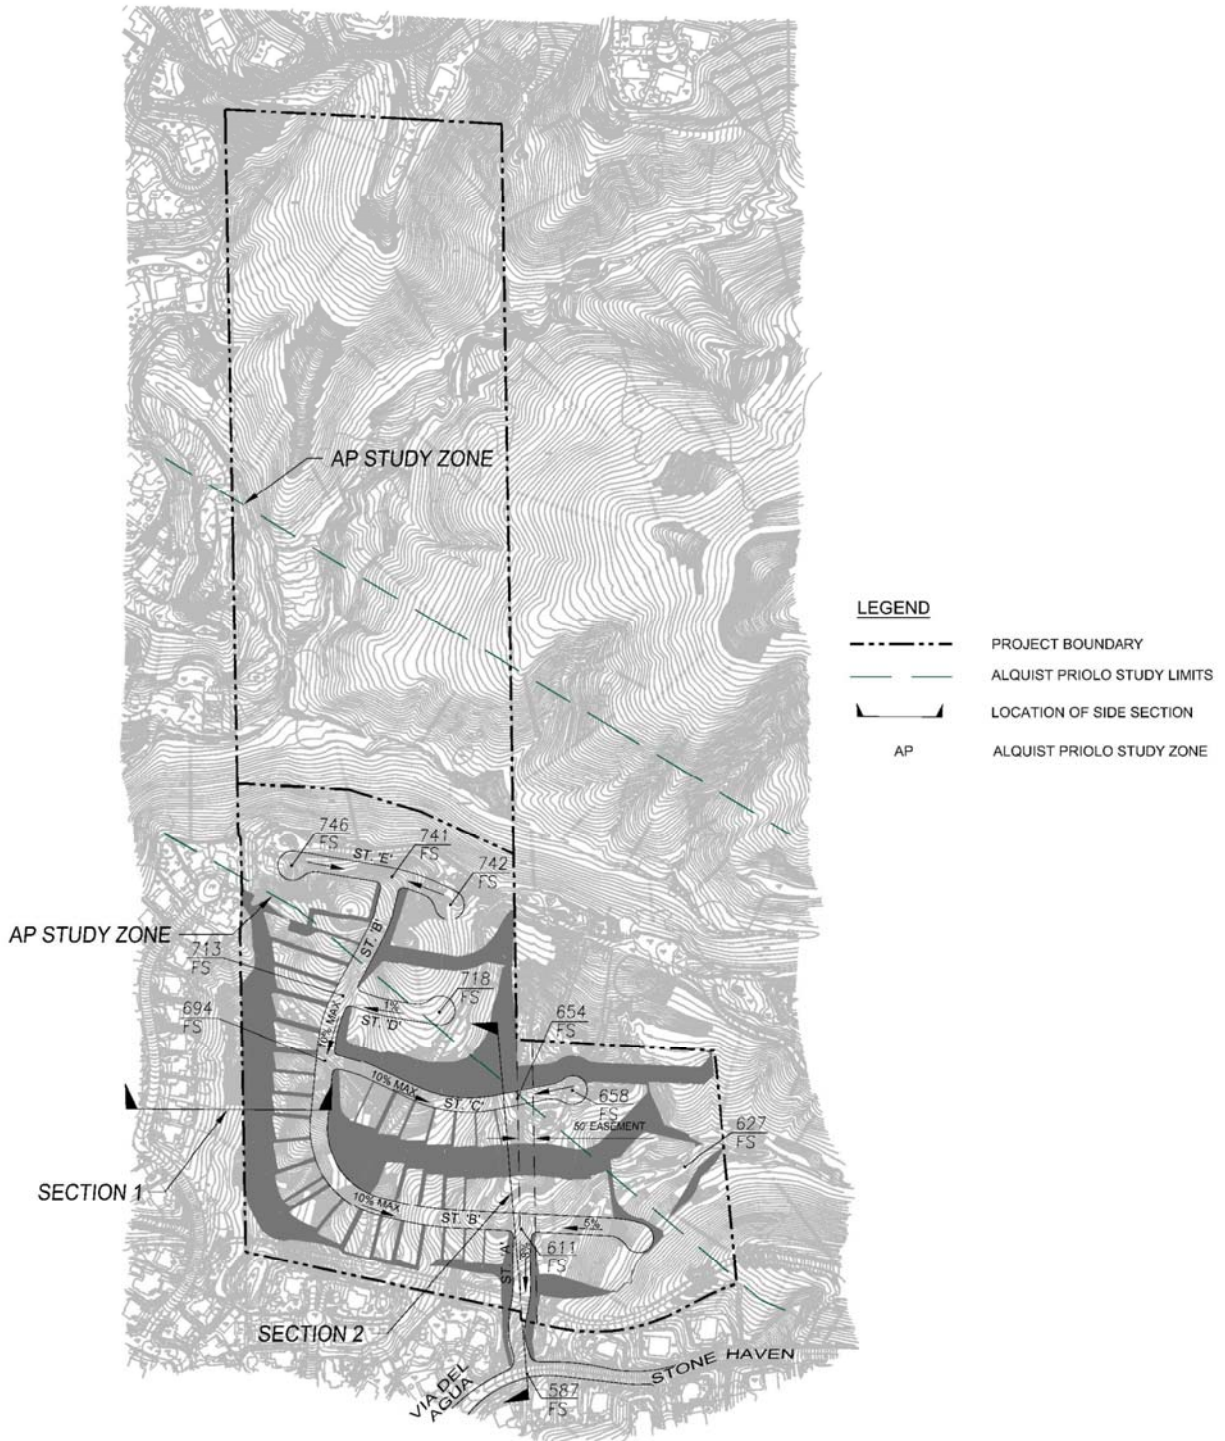 AP STUDY ZONE
LEGEND
PROJECT BOUNDARY
ALQUIST PRIOLO STUDY LIMITS
LOCATION OF SIDE SECTION
AP ALQUIST PRIOLO STUDY ZONE
746
FS
ST. 'E'
741
FS
742
FS
AP STUDY ZONE
ST. 'B'
713
FS
718
FS
1%
ST. 'D'
694
FS
10% MAX
654
FS
10% MAX
ST. 'C'
658
FS
50' EASEMENT
627
FS
SECTION 1
10% MAX
ST. 'B'
5%
ST. 'A'
8%
611
FS
SECTION 2
STONE HAVEN
VIA DEL
AGUA
587
FS